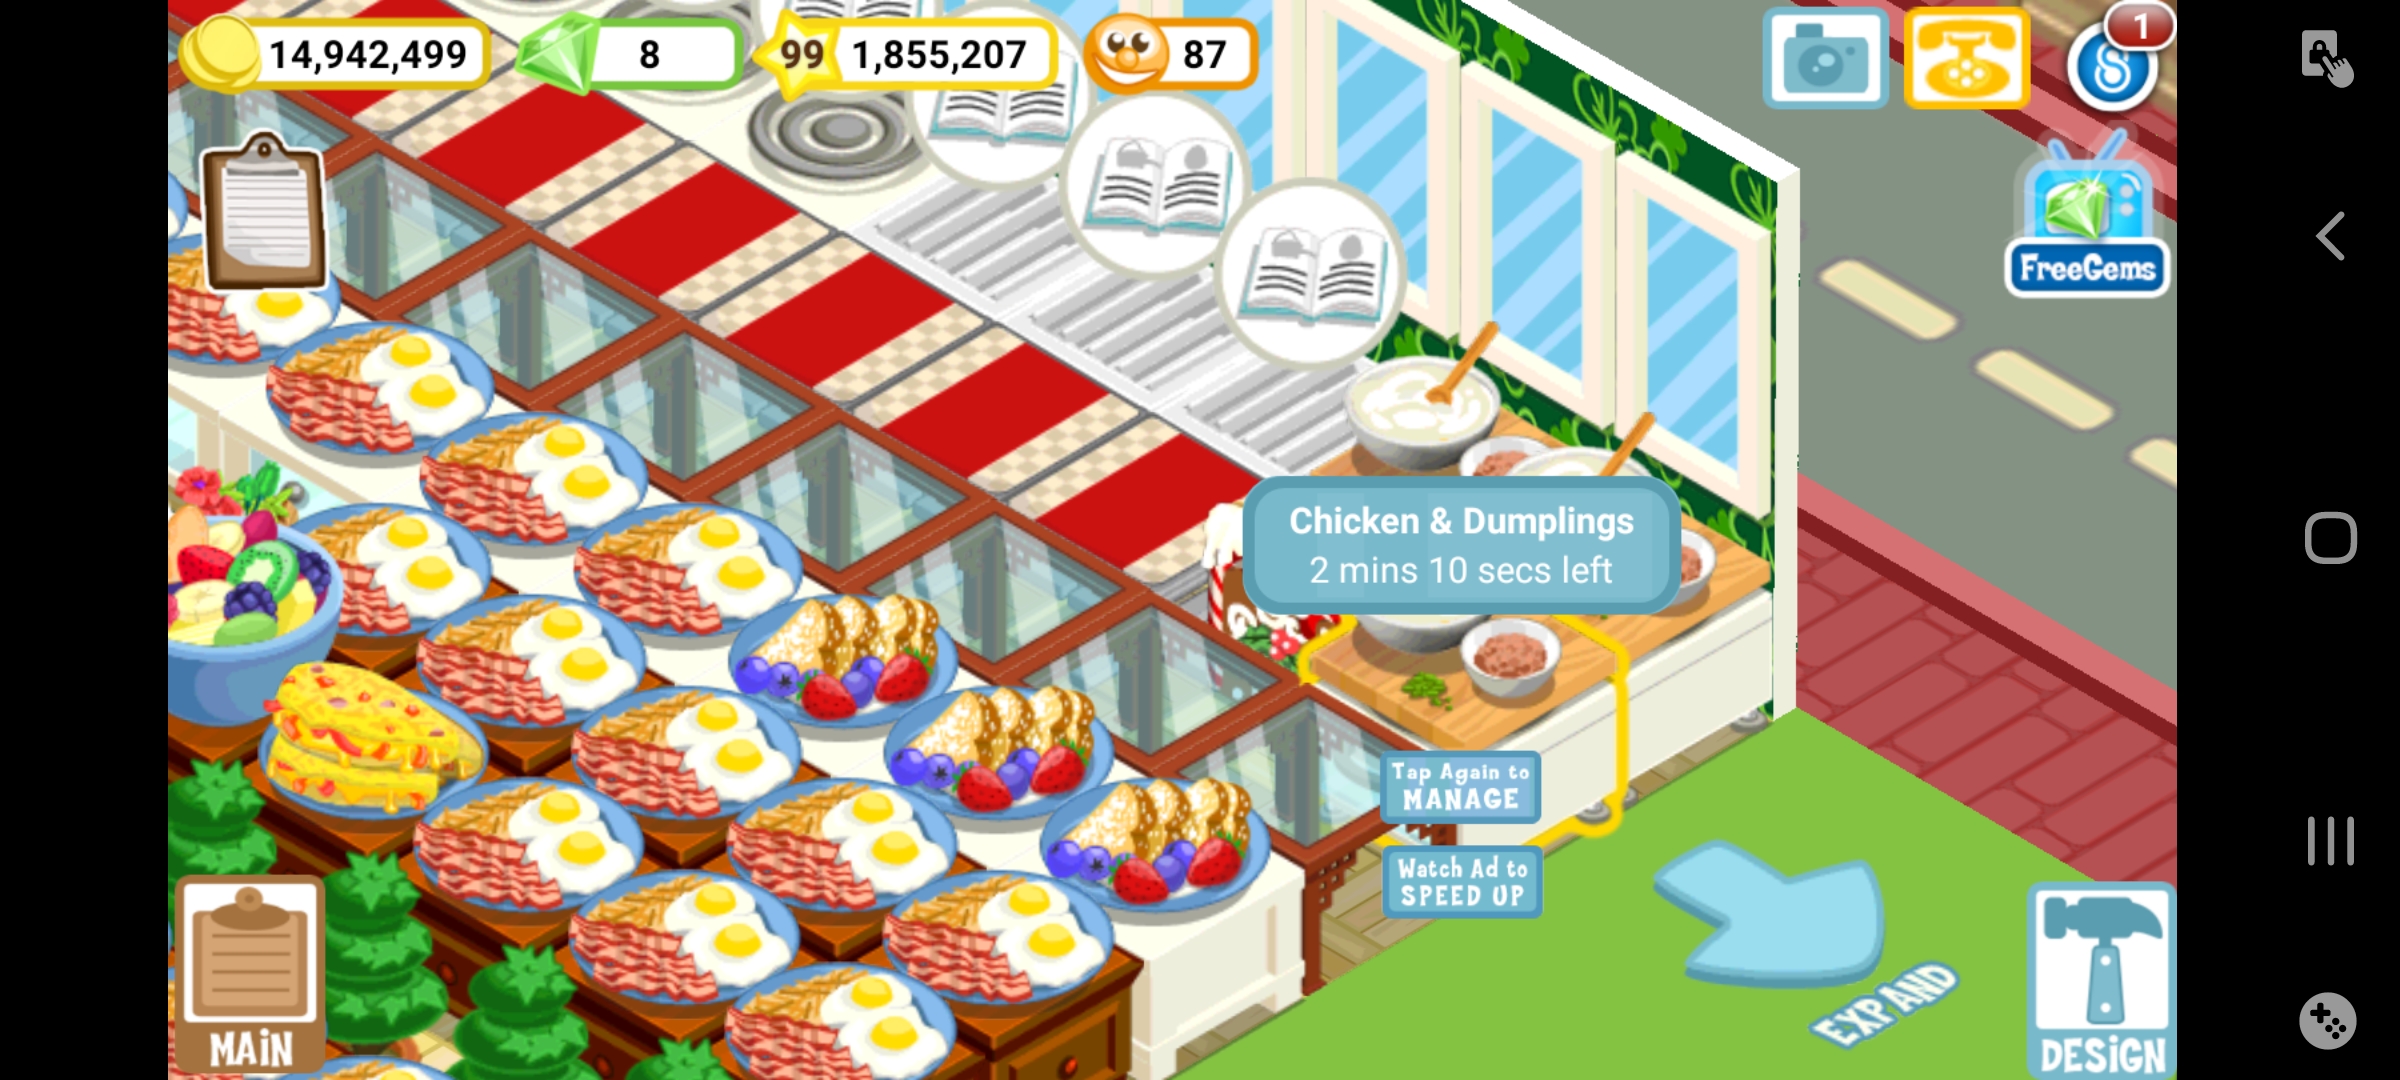 14,942,499
8
99
1,855,207
87
1
FreeGems
Chicken & Dumplings
2 mins 10 secs left
Tap Again to
MANAGE
Watch Ad to
SPEED UP
EXPAND
MAiN
DESiGN